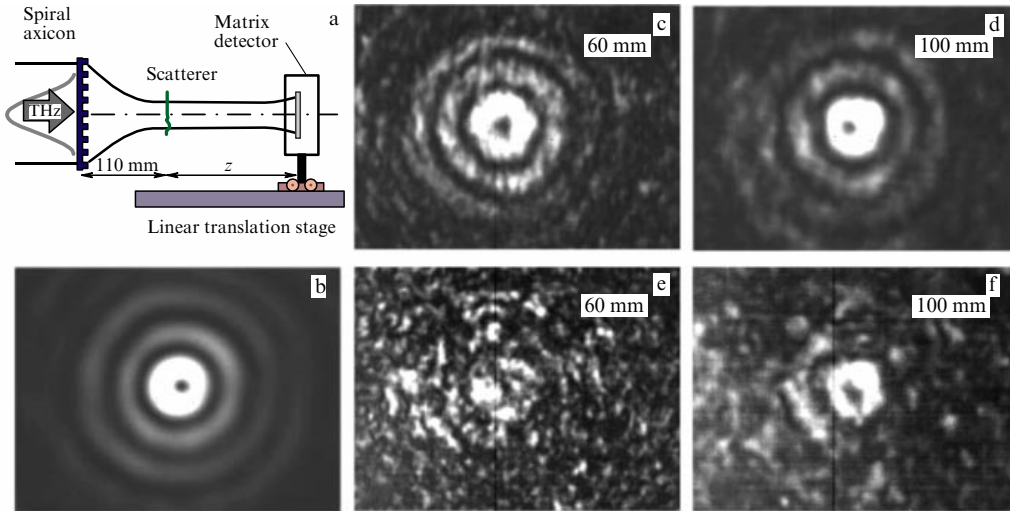 Spiral
axicon
a
Matrix
detector
Scatterer
THz
110 mm
z
Linear translation stage
c
60 mm
d
100 mm
b
e
60 mm
f
100 mm